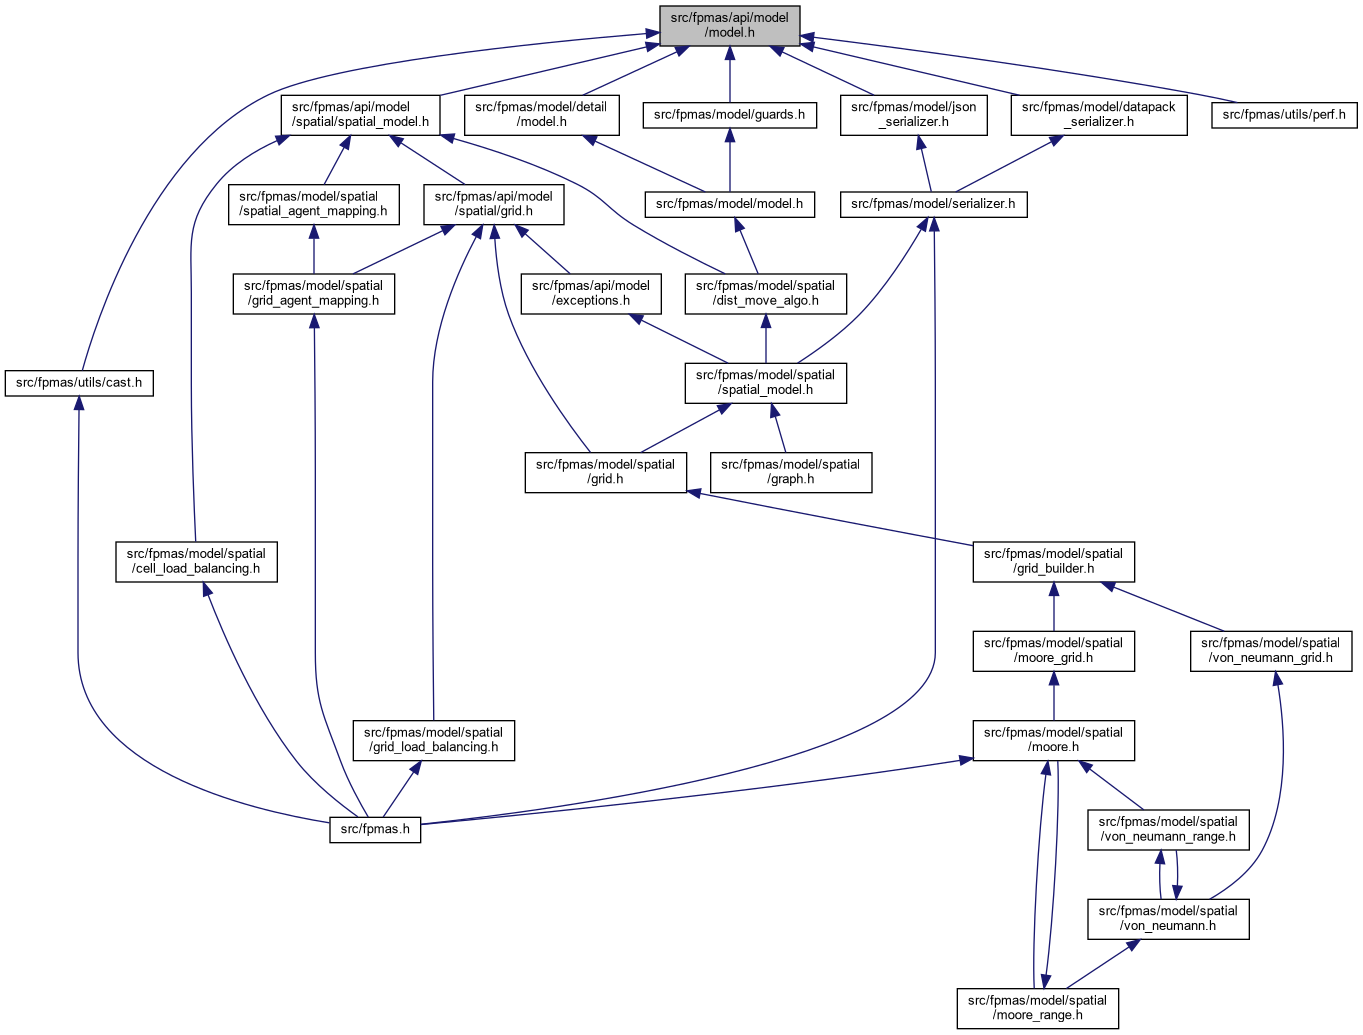 src/fpmas/api/model
/model.h
src/fpmas/api/model
/spatial/spatial_model.h
src/fpmas/model/detail
/model.h
src/fpmas/model/guards.h
src/fpmas/model/json
_serializer.h
src/fpmas/model/datapack
_serializer.h
src/fpmas/utils/perf.h
src/fpmas/model/spatial
/spatial_agent_mapping.h
src/fpmas/api/model
/spatial/grid.h
src/fpmas/model/model.h
src/fpmas/model/serializer.h
src/fpmas/model/spatial
/grid_agent_mapping.h
src/fpmas/api/model
/exceptions.h
src/fpmas/model/spatial
/dist_move_algo.h
src/fpmas/utils/cast.h
src/fpmas/model/spatial
/spatial_model.h
src/fpmas/model/spatial
/grid.h
src/fpmas/model/spatial
/graph.h
src/fpmas/model/spatial
/cell_load_balancing.h
src/fpmas/model/spatial
/grid_builder.h
src/fpmas/model/spatial
/moore_grid.h
src/fpmas/model/spatial
/von_neumann_grid.h
src/fpmas/model/spatial
/grid_load_balancing.h
src/fpmas/model/spatial
/moore.h
src/fpmas.h
src/fpmas/model/spatial
/von_neumann_range.h
src/fpmas/model/spatial
/von_neumann.h
src/fpmas/model/spatial
/moore_range.h